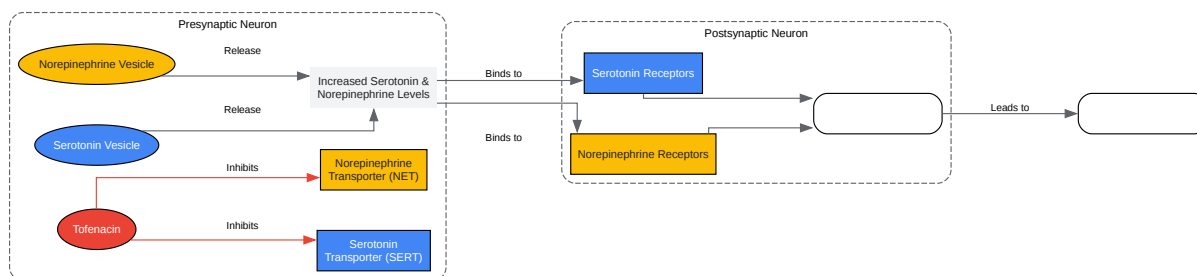 Presynaptic Neuron
Norepinephrine Vesicle
Release
Increased Serotonin &
Norepinephrine Levels
Release
Serotonin Vesicle
Inhibits
Norepinephrine
Transporter (NET)
Tofenacin
Inhibits
Serotonin
Transporter (SERT)
Binds to
Binds to
Postsynaptic Neuron
Serotonin Receptors
Norepinephrine Receptors
Leads to